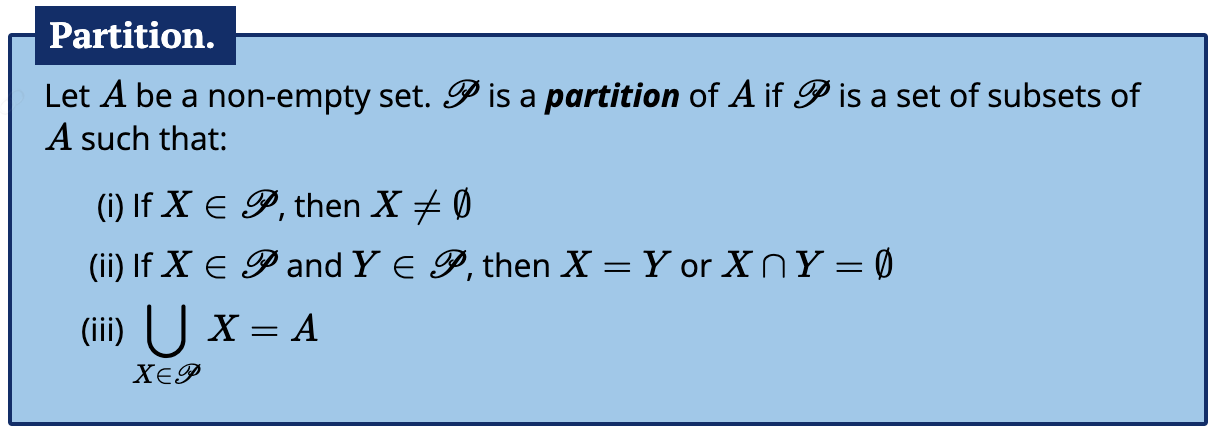 Partition.
Let A be a non-empty set. 𝒫 is a partition of A if 𝒫 is a set of subsets of
A such that:
(i) If X ∈ 𝒫, then X ≠ ∅
(ii) If X ∈ 𝒫 and Y ∈ 𝒫, then X = Y or X ∩ Y = ∅
(iii) ⋃ X = A
X∈𝒫